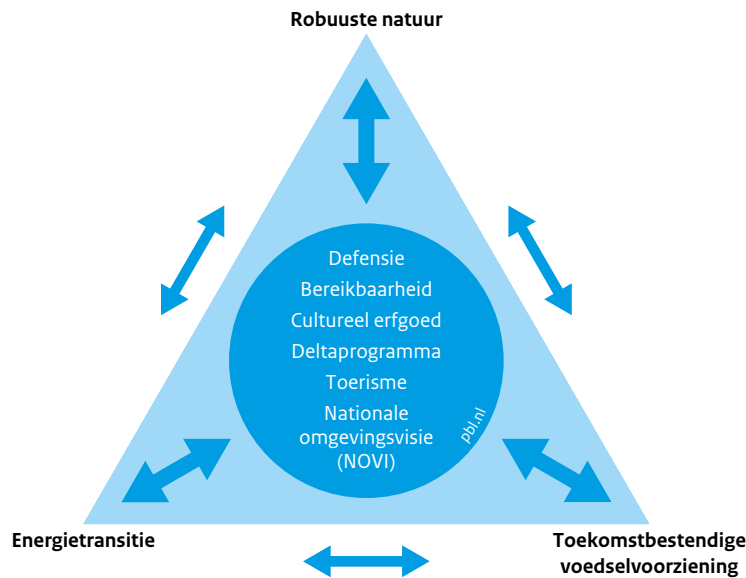 Robuuste natuur
Defensie
Bereikbaarheid
Cultureel erfgoed
Deltaprogramma
Toerisme
Nationale
omgevingsvisie
(NOVI)
pbl.nl
Energietransitie
Toekomstbestendige
voedselvoorziening